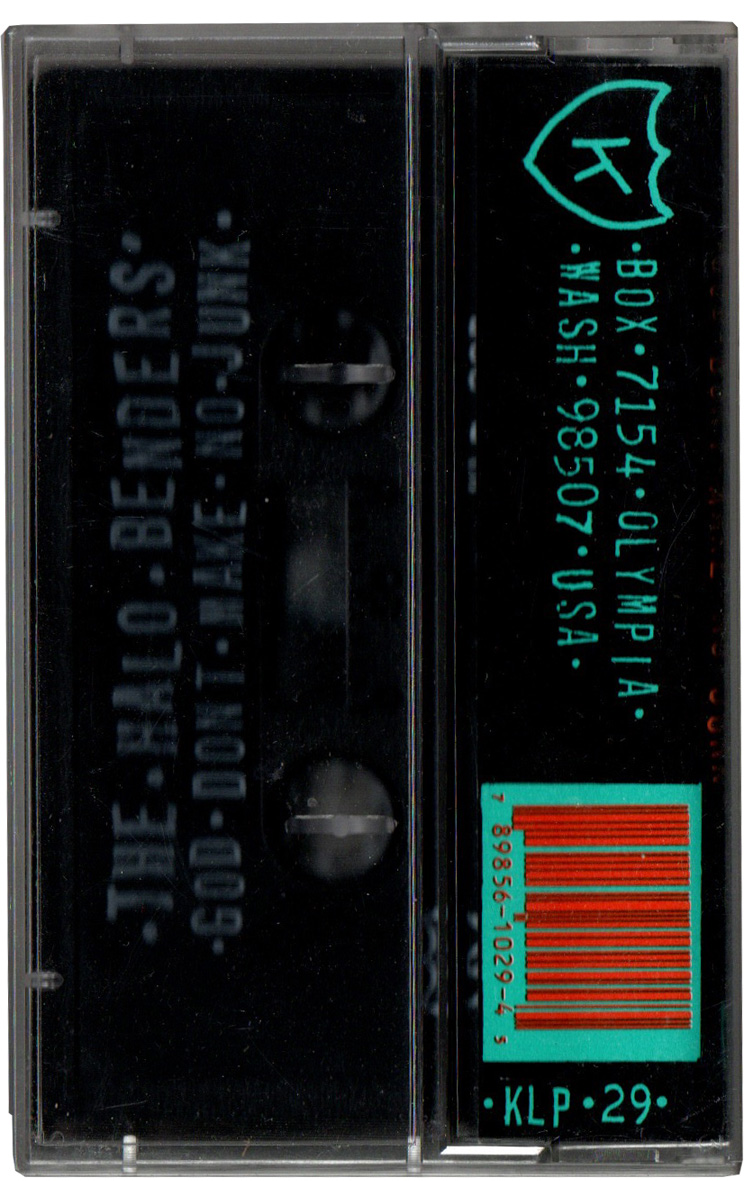 K
·BOX·7154·OLYMPIA·
·WASH·98507·USA·
7 89856-1029-4 5
·KLP·29·
·THE·HALO·BENDERS·
·GOD·DONT·MAKE·NO·JUNK·